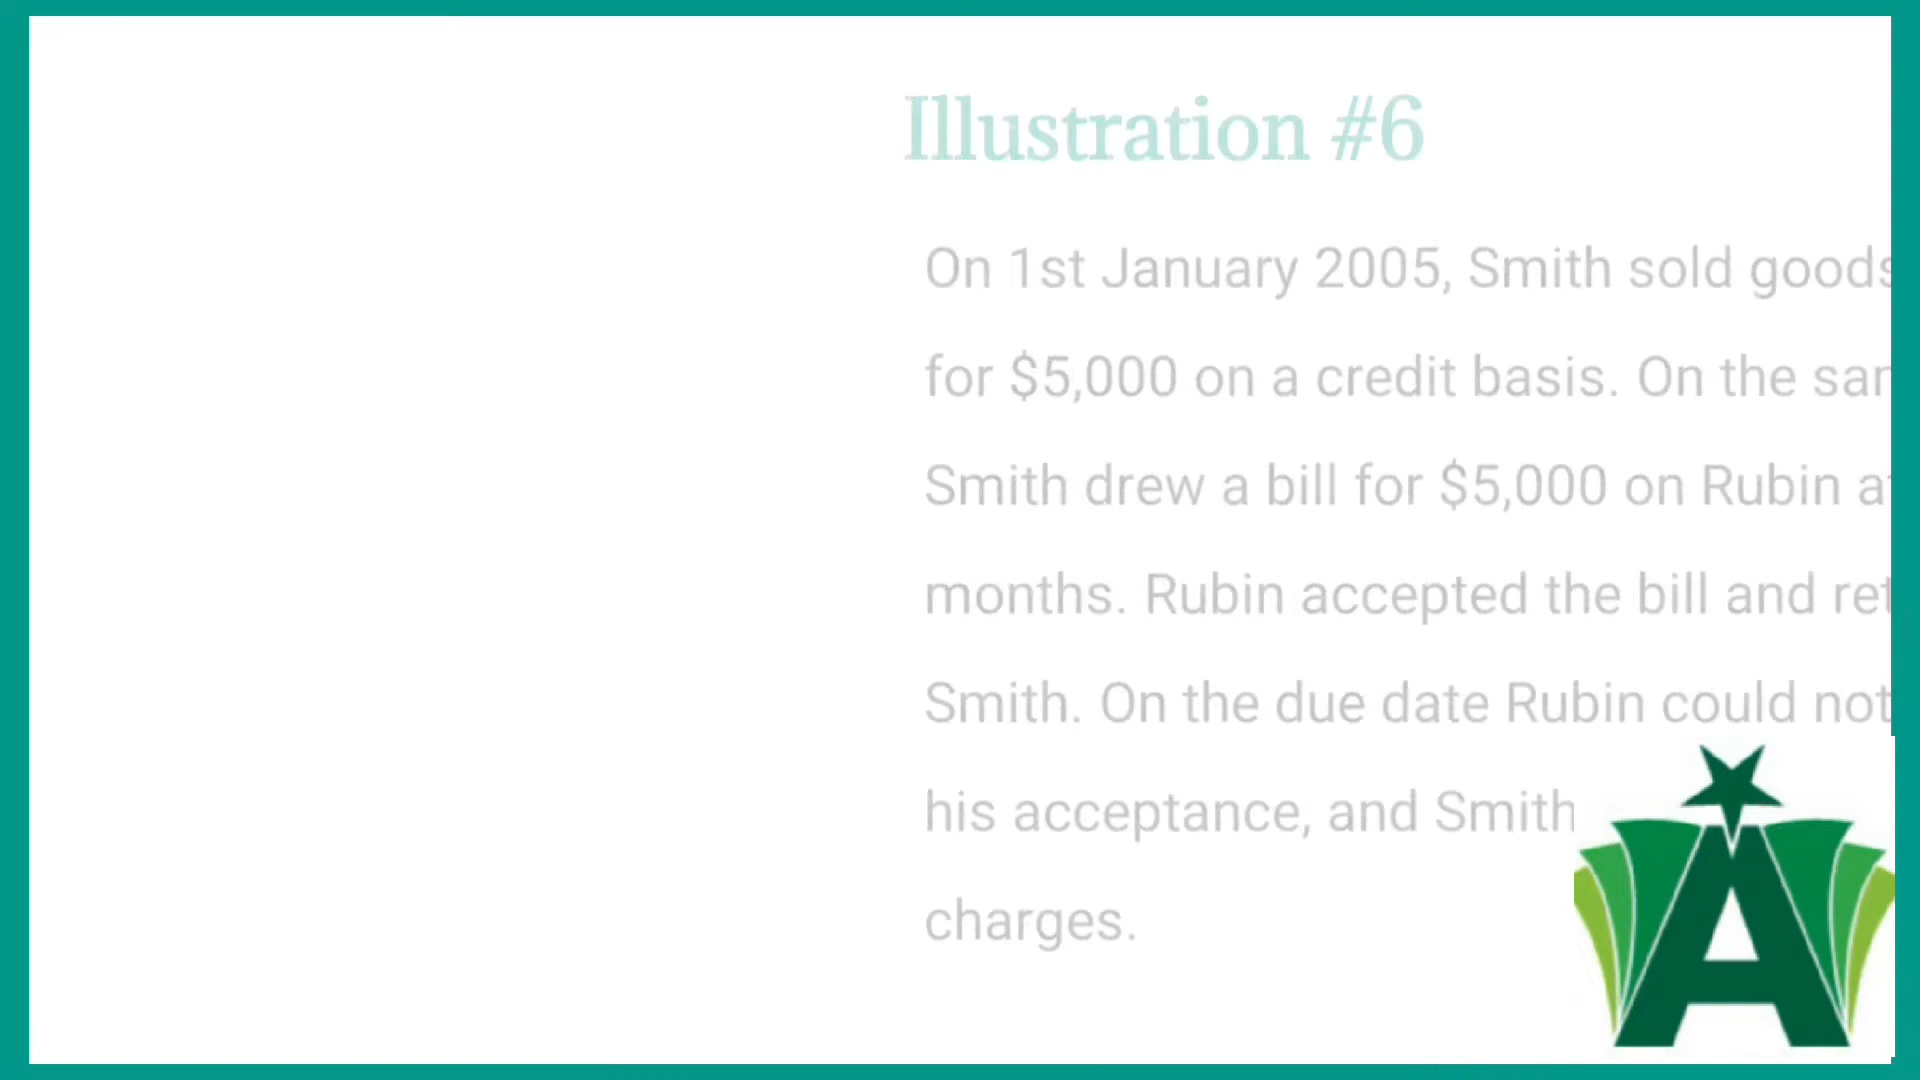 Illustration #6
On 1st January 2005, Smith sold goods
for $5,000 on a credit basis. On the
Smith drew a bill for $5,000 on Rubin
months. Rubin accepted the bill and
Smith. On the due date Rubin could not
his acceptance, and Smith
charges.
A